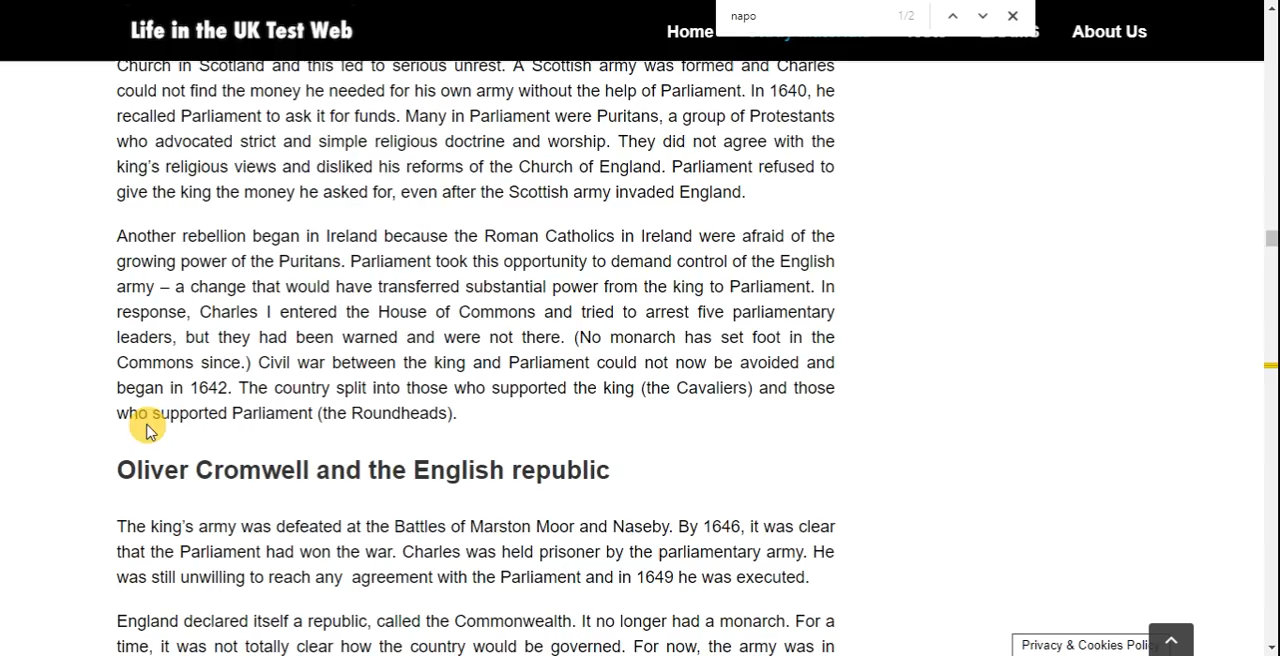 Life in the UK Test Web
napo
1/2
Home
About Us
Church in Scotland and this led to serious unrest. A Scottish army was formed and Charles
could not find the money he needed for his own army without the help of Parliament. In 1640, he
recalled Parliament to ask it for funds. Many in Parliament were Puritans, a group of Protestants
who advocated strict and simple religious doctrine and worship. They did not agree with the
king’s religious views and disliked his reforms of the Church of England. Parliament refused to
give the king the money he asked for, even after the Scottish army invaded England.
Another rebellion began in Ireland because the Roman Catholics in Ireland were afraid of the
growing power of the Puritans. Parliament took this opportunity to demand control of the English
army – a change that would have transferred substantial power from the king to Parliament. In
response, Charles I entered the House of Commons and tried to arrest five parliamentary
leaders, but they had been warned and were not there. (No monarch has set foot in the
Commons since.) Civil war between the king and Parliament could not now be avoided and
began in 1642. The country split into those who supported the king (the Cavaliers) and those
who supported Parliament (the Roundheads).
Oliver Cromwell and the English republic
The king’s army was defeated at the Battles of Marston Moor and Naseby. By 1646, it was clear
that the Parliament had won the war. Charles was held prisoner by the parliamentary army. He
was still unwilling to reach any agreement with the Parliament and in 1649 he was executed.
England declared itself a republic, called the Commonwealth. It no longer had a monarch. For a
time, it was not totally clear how the country would be governed. For now, the army was in
Privacy & Cookies Policy